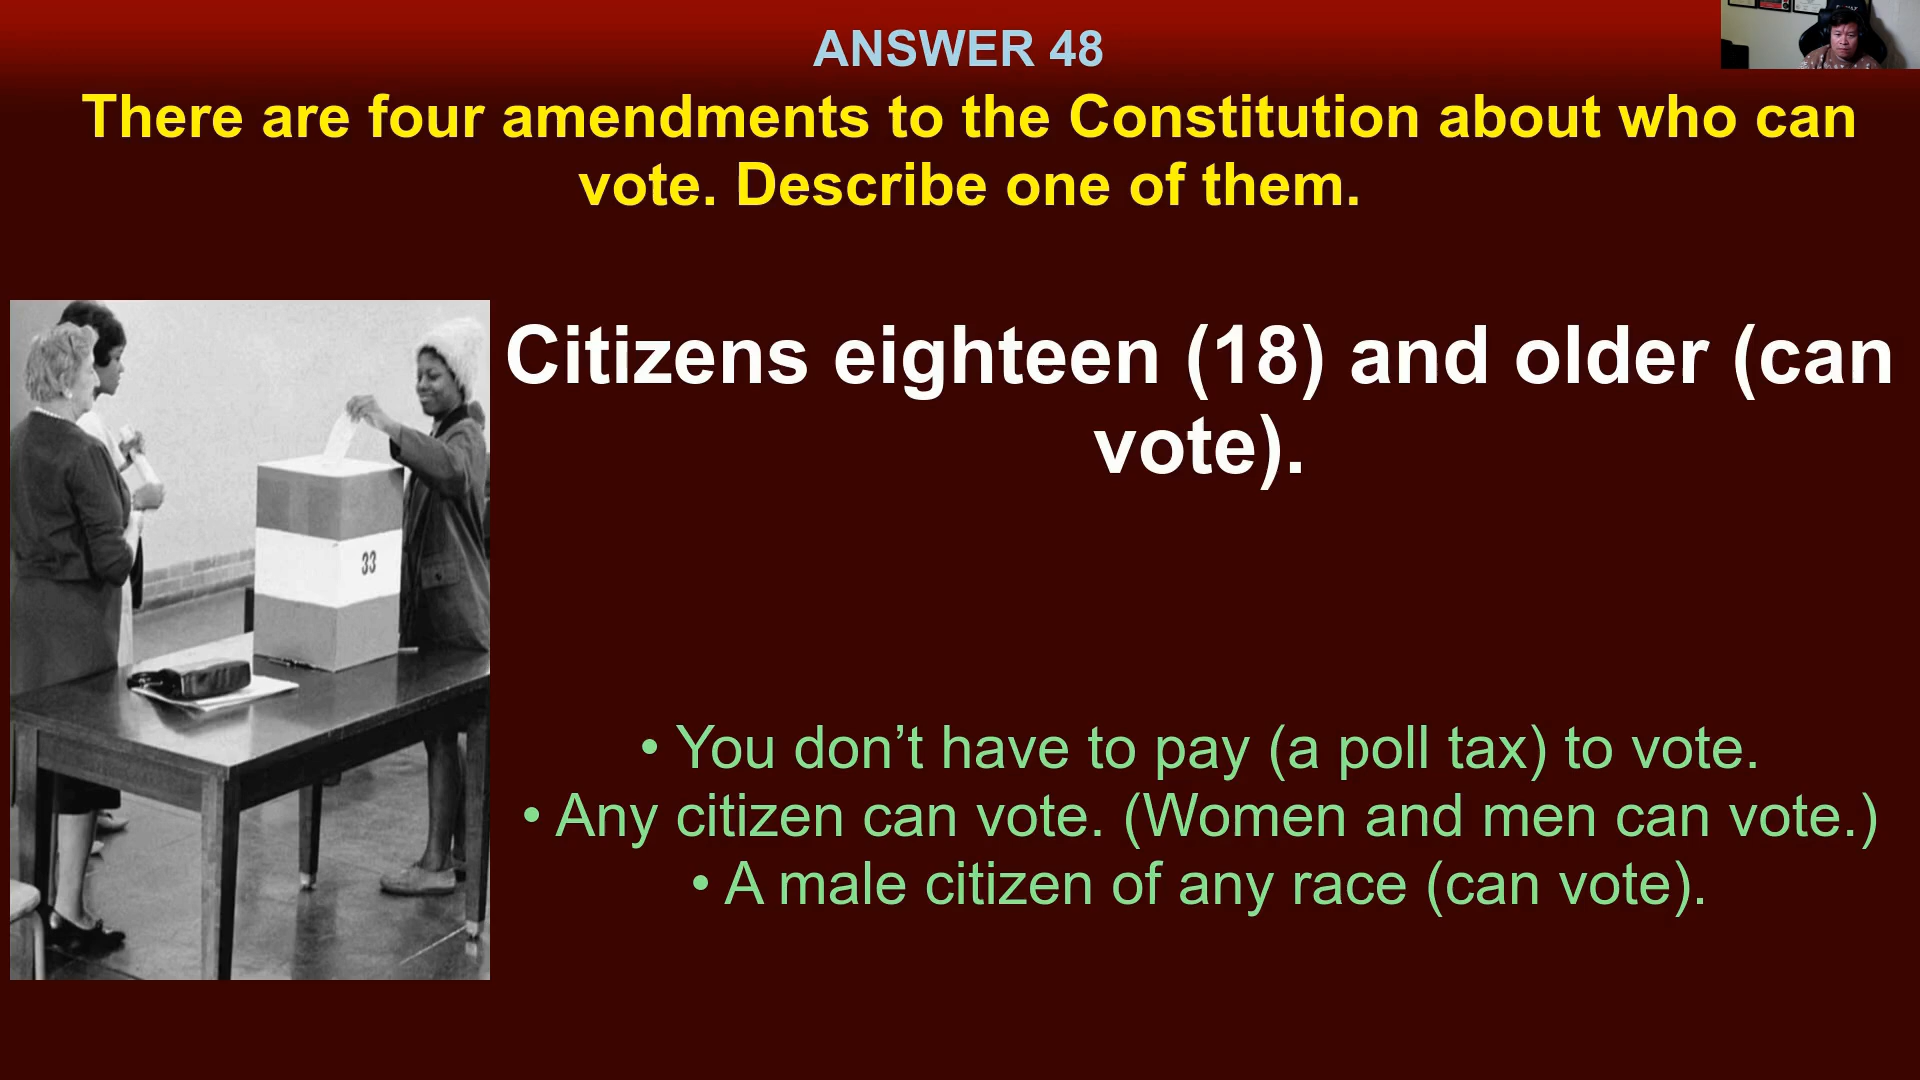 ANSWER 48
There are four amendments to the Constitution about who can
vote. Describe one of them.
Citizens eighteen (18) and older (can
vote).
33
• You don’t have to pay (a poll tax) to vote.
• Any citizen can vote. (Women and men can vote.)
• A male citizen of any race (can vote).